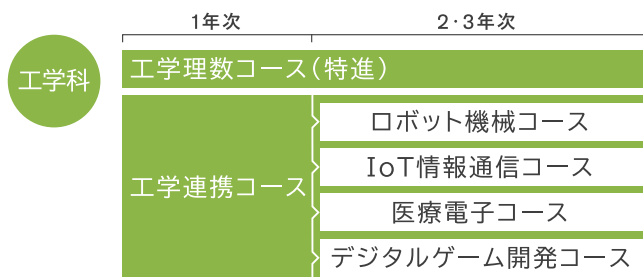 1年次
2・3年次
工学科
工学理数コース（特進）
工学連携コース
ロボット機械コース
IoT情報通信コース
医療電子コース
デジタルゲーム開発コース